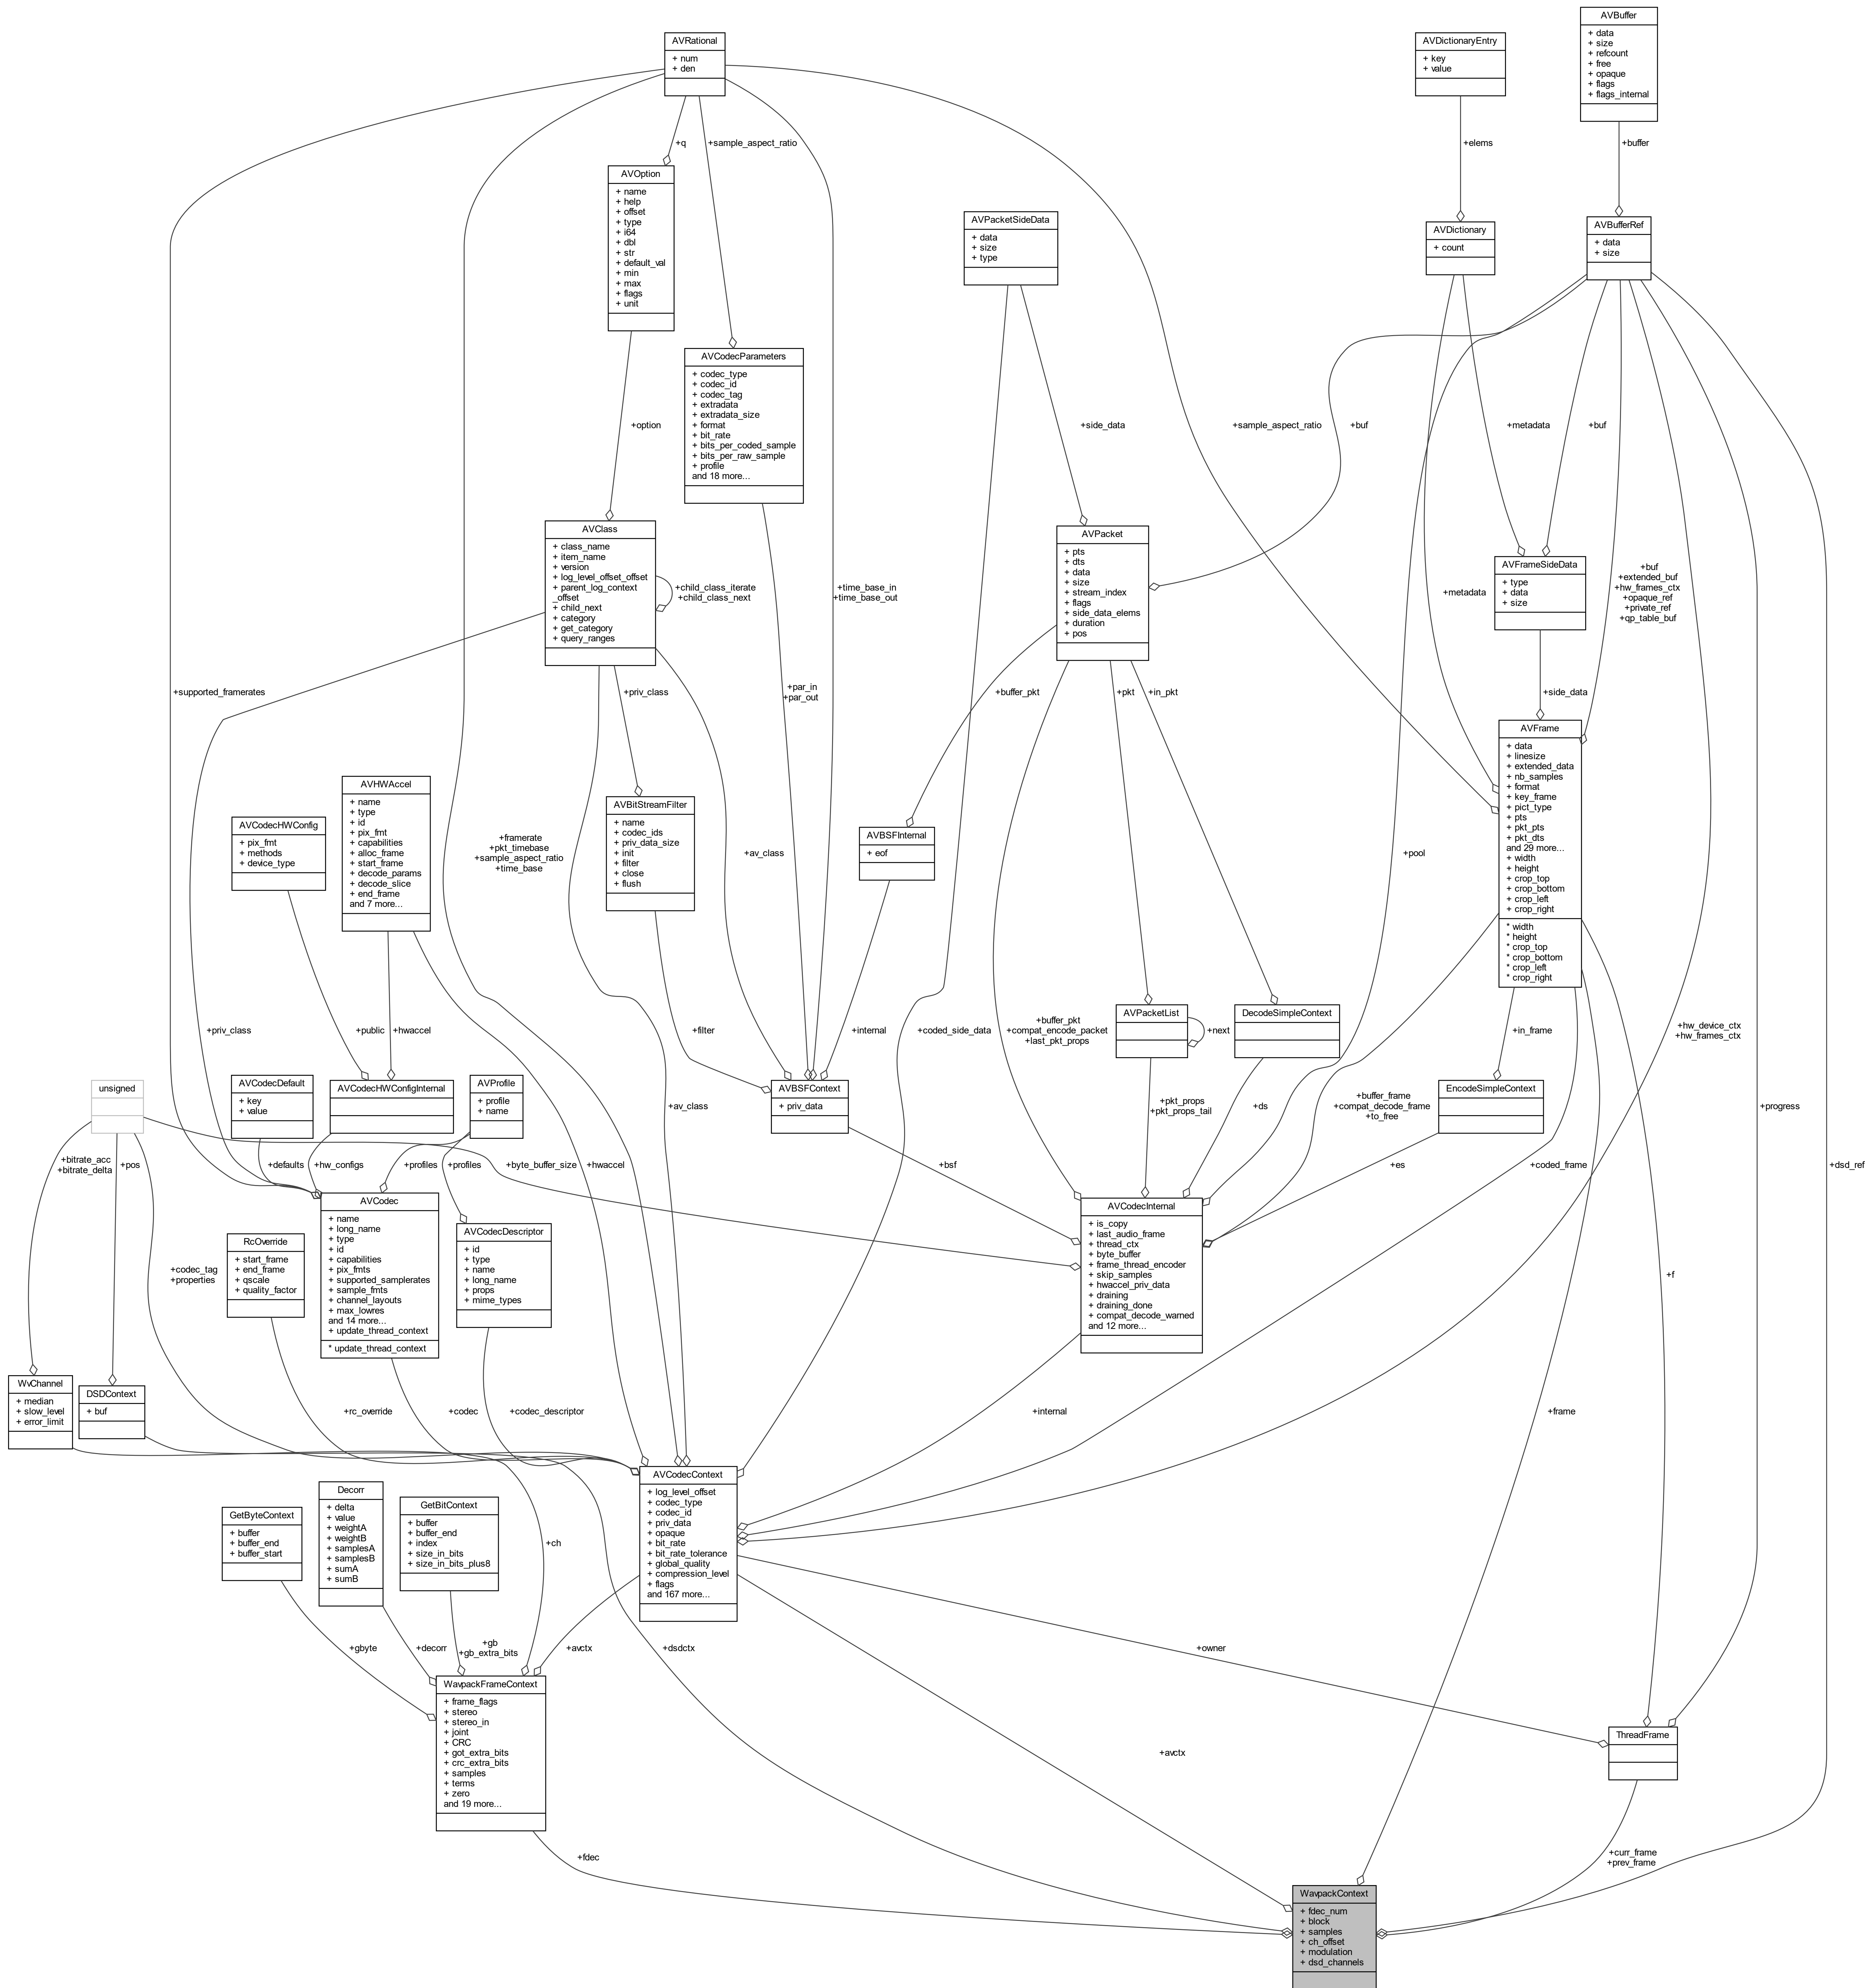 AVBuffer
+ data
+ size
+ refcount
+ free
+ opaque
+ flags
+ flags_internal
AVRational
+ num
+ den
AVDictionaryEntry
+ key
+ value
+q
+sample_aspect_ratio
+elems
+buffer
AVOption
+ name
+ help
+ offset
+ type
+ i64
+ dbl
+ str
+ default_val
+ min
+ max
+ flags
+ unit
AVPacketSideData
+ data
+ size
+ type
AVDictionary
+ count
AVBufferRef
+ data
+ size
AVCodecParameters
+ codec_type
+ codec_id
+ codec_tag
+ extradata
+ extradata_size
+ format
+ bit_rate
+ bits_per_coded_sample
+ bits_per_raw_sample
+ profile
and 18 more...
+option
+side_data
+sample_aspect_ratio
+buf
+metadata
+buf
AVClass
+ class_name
+ item_name
+ version
+ log_level_offset_offset
+ parent_log_context
_offset
+ child_next
+ category
+ get_category
+ query_ranges
+child_class_iterate
+child_class_next
+time_base_in
+time_base_out
AVPacket
+ pts
+ dts
+ data
+ size
+ stream_index
+ flags
+ side_data_elems
+ duration
+ pos
+metadata
AVFrameSideData
+ type
+ data
+ size
+buf
+extended_buf
+hw_frames_ctx
+opaque_ref
+private_ref
+qp_table_buf
+supported_framerates
+priv_class
+par_in
+par_out
+buffer_pkt
+pkt
+in_pkt
+side_data
AVFrame
+ data
+ linesize
+ extended_data
+ nb_samples
+ format
+ key_frame
+ pict_type
+ pts
+ pkt_pts
+ pkt_dts
and 29 more...
+ width
+ height
+ crop_top
+ crop_bottom
+ crop_left
+ crop_right
* width
* height
* crop_top
* crop_bottom
* crop_left
* crop_right
AVHWAccel
+ name
+ type
+ id
+ pix_fmt
+ capabilities
+ alloc_frame
+ start_frame
+ decode_params
+ decode_slice
+ end_frame
and 7 more...
AVCodecHWConfig
+ pix_fmt
+ methods
+ device_type
+framerate
+pkt_timebase
+sample_aspect_ratio
+time_base
AVBitStreamFilter
+ name
+ codec_ids
+ priv_data_size
+ init
+ filter
+ close
+ flush
+av_class
AVBSFInternal
+ eof
+pool
+priv_class
+public
+hwaccel
+filter
+internal
+coded_side_data
+buffer_pkt
+compat_encode_packet
+last_pkt_props
AVPacketList
+next
DecodeSimpleContext
+in_frame
+hw_device_ctx
+hw_frames_ctx
unsigned
AVCodecDefault
+ key
+ value
AVCodecHWConfigInternal
AVProfile
+ profile
+ name
+av_class
AVBSFContext
+ priv_data
+pkt_props
+pkt_props_tail
+ds
+buffer_frame
+compat_decode_frame
+to_free
EncodeSimpleContext
+progress
+bitrate_acc
+bitrate_delta
+pos
+defaults
+hw_configs
+profiles
+profiles
+byte_buffer_size
+hwaccel
+bsf
+es
+coded_frame
+dsd_ref
AVCodec
+ name
+ long_name
+ type
+ id
+ capabilities
+ pix_fmts
+ supported_samplerates
+ sample_fmts
+ channel_layouts
+ max_lowres
and 14 more...
+ update_thread_context
* update_thread_context
AVCodecDescriptor
+ id
+ type
+ name
+ long_name
+ props
+ mime_types
AVCodecInternal
+ is_copy
+ last_audio_frame
+ thread_ctx
+ byte_buffer
+ frame_thread_encoder
+ skip_samples
+ hwaccel_priv_data
+ draining
+ draining_done
+ compat_decode_warned
and 12 more...
RcOverride
+ start_frame
+ end_frame
+ qscale
+ quality_factor
+codec_tag
+properties
+f
WvChannel
+ median
+ slow_level
+ error_limit
DSDContext
+ buf
+rc_override
+codec
+codec_descriptor
+internal
+frame
AVCodecContext
+ log_level_offset
+ codec_type
+ codec_id
+ priv_data
+ opaque
+ bit_rate
+ bit_rate_tolerance
+ global_quality
+ compression_level
+ flags
and 167 more...
GetByteContext
+ buffer
+ buffer_end
+ buffer_start
Decorr
+ delta
+ value
+ weightA
+ weightB
+ samplesA
+ samplesB
+ sumA
+ sumB
GetBitContext
+ buffer
+ buffer_end
+ index
+ size_in_bits
+ size_in_bits_plus8
+ch
+gbyte
+decorr
+gb
+gb_extra_bits
+avctx
+dsdctx
+owner
WavpackFrameContext
+ frame_flags
+ stereo
+ stereo_in
+ joint
+ CRC
+ got_extra_bits
+ crc_extra_bits
+ samples
+ terms
+ zero
and 19 more...
+avctx
ThreadFrame
+fdec
+curr_frame
+prev_frame
WavpackContext
+ fdec_num
+ block
+ samples
+ ch_offset
+ modulation
+ dsd_channels